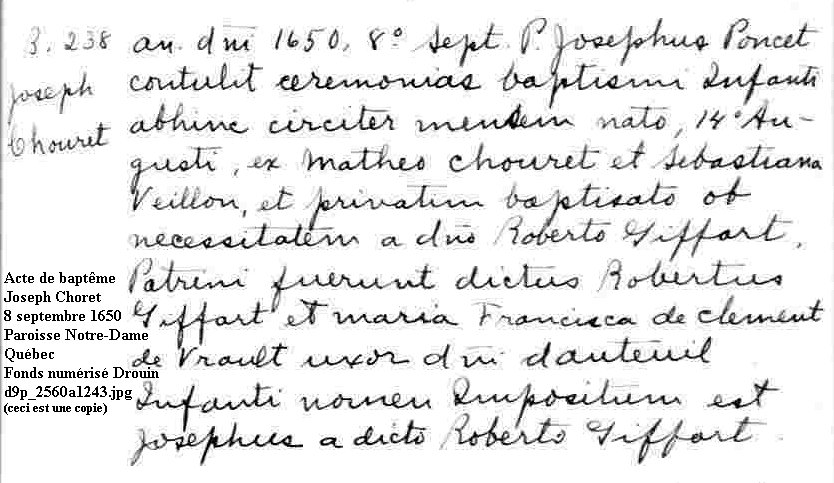 B. 238
Joseph
Chouret
an. dni 1650, 8º Sept. P. Josephus Poncet
contulit ceremonias baptismi Infanti
abhinc circiter mensem nato, 14º Au-
gusti, ex Matheo Chouret et Sebastiana
Veillon, et privatim baptisato ob
necessitatem a dno Roberto Giffart.
Patrini fuerunt dictus Robertus
Giffart et maria Francisca de clement
de Vrault uxor dni dauteuil
Infanti nomen Impositum est
Josephus a dicto Roberto Giffart.
Acte de baptême
Joseph Choret
8 septembre 1650
Paroisse Notre-Dame
Québec
Fonds numérisé Drouin
d9p_2560a1243.jpg
(ceci est une copie)